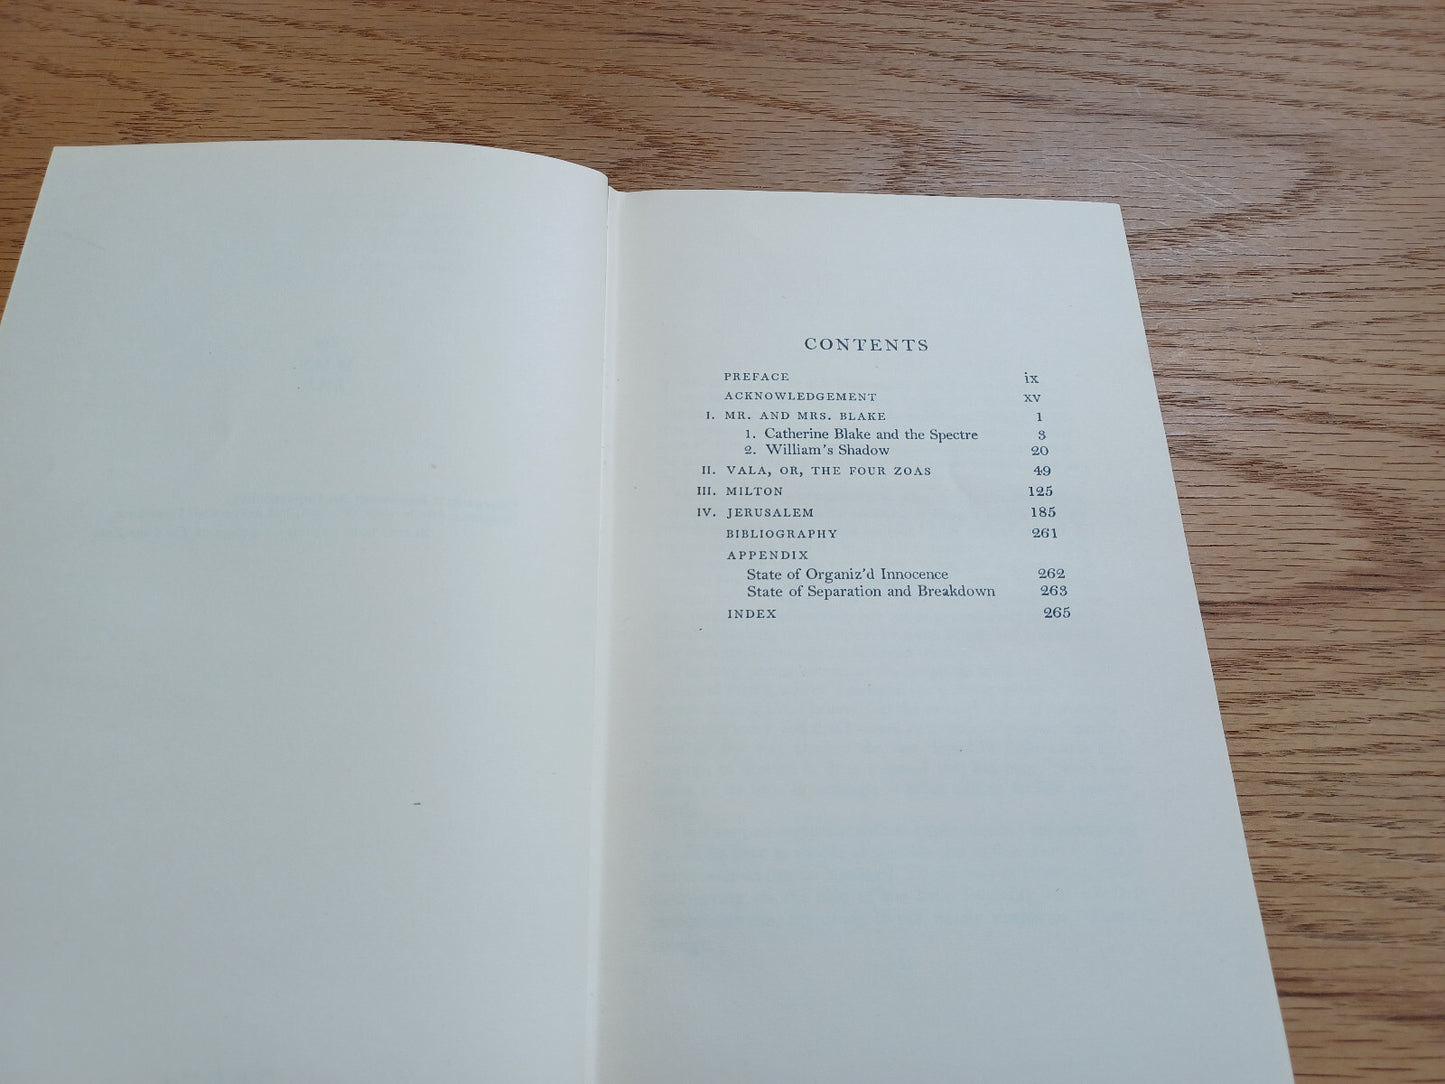 CONTENTS
PREFACE ix
ACKNOWLEDGEMENT xv
I. MR. AND MRS. BLAKE 1
1. Catherine Blake and the Spectre 3
2. William's Shadow 20
II. VALA, OR, THE FOUR ZOAS 49
III. MILTON 125
IV. JERUSALEM 185
BIBLIOGRAPHY 261
APPENDIX
State of Organiz'd Innocence 262
State of Separation and Breakdown 263
INDEX 265